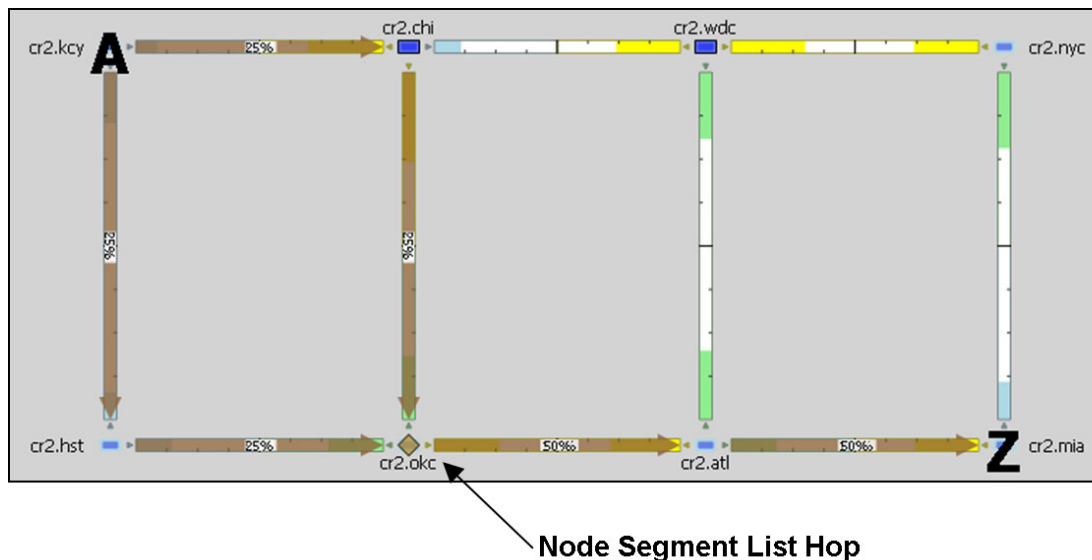 cr2.kcy
A
25%
cr2.chi
cr2.wdc
cr2.nyc
25%
25%
cr2.hst
25%
cr2.okc
50%
cr2.atl
50%
Z
cr2.mia
Node Segment List Hop